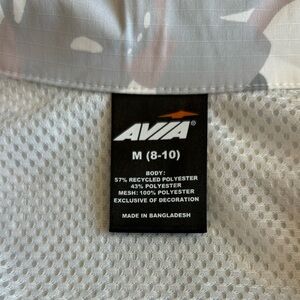 AVIA®
M (8-10)
BODY:
57% RECYCLED POLYESTER
43% POLYESTER
MESH: 100% POLYESTER
EXCLUSIVE OF DECORATION
MADE IN BANGLADESH